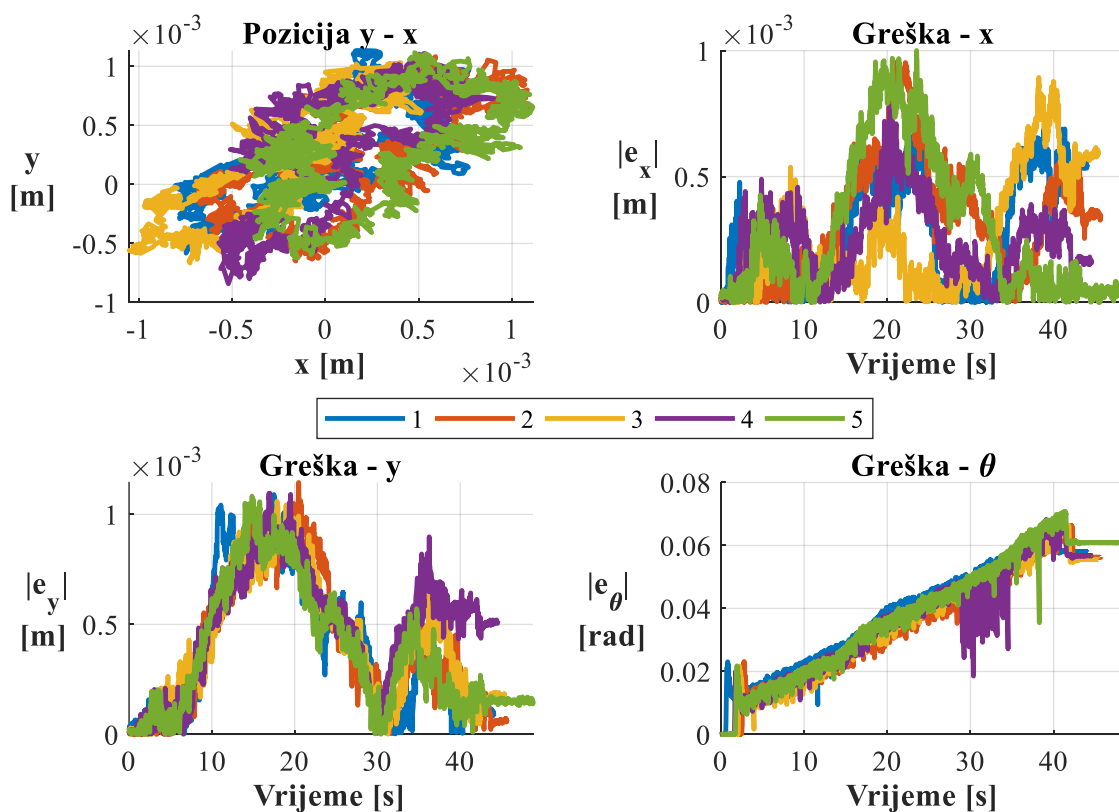 ×10⁻³
Pozicija y - x
1
0.5
0
-0.5
-1
y
[m]
-1
-0.5
0
0.5
1
x [m]
×10⁻³
×10⁻³
Greška - x
1
0.5
0
|e_x|
[m]
0
10
20
30
40
Vrijeme [s]
1
2
3
4
5
×10⁻³
Greška - y
1
0.5
0
|e_y|
[m]
0
10
20
30
40
Vrijeme [s]
Greška - θ
0.08
0.06
0.04
0.02
0
|e_θ|
[rad]
0
10
20
30
40
Vrijeme [s]